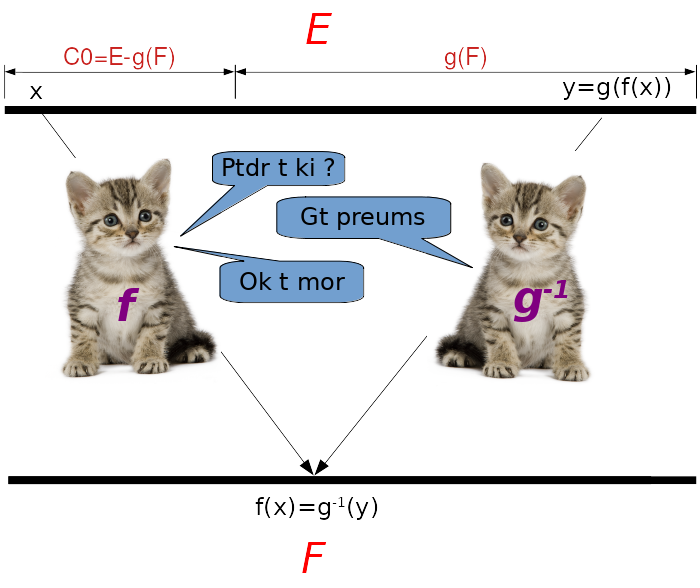 E
C0=E-g(F)
g(F)
x
y=g(f(x))
Ptdr t ki ?
Gt preums
Ok t mor
f
g-1
f(x)=g-1(y)
F